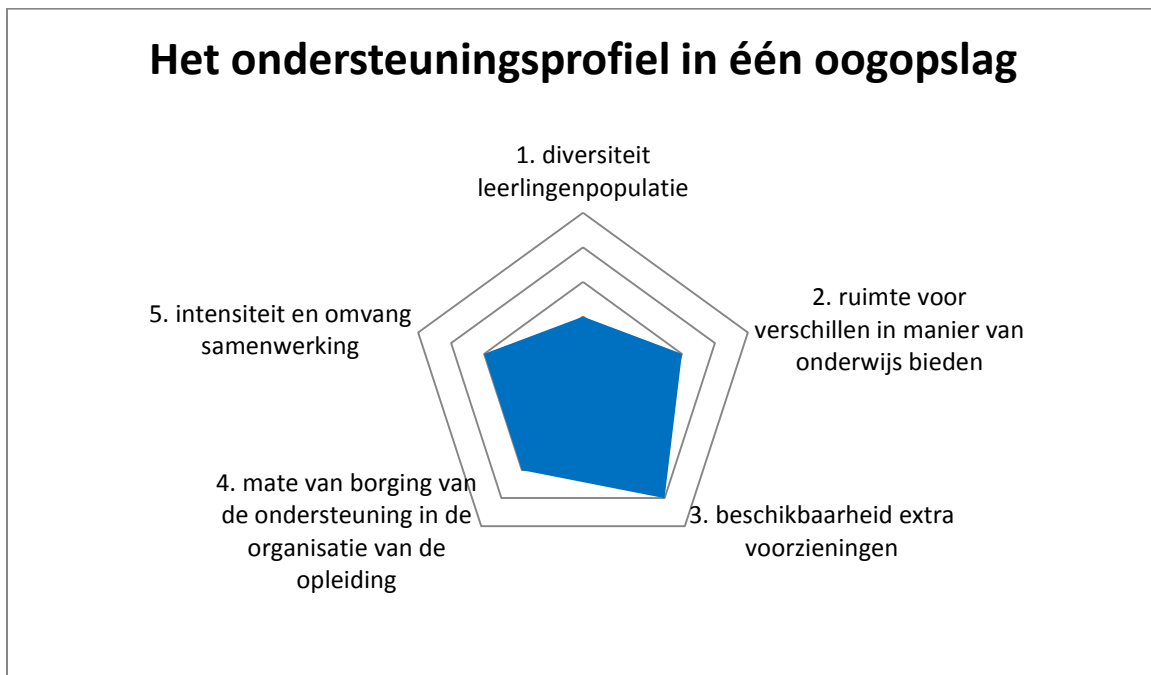 Het ondersteuningsprofiel in één oogopslag
1. diversiteit
leerlingenpopulatie
2. ruimte voor
verschillen in manier van
onderwijs bieden
3. beschikbaarheid extra
voorzieningen
4. mate van borging van
de ondersteuning in de
organisatie van de
opleiding
5. intensiteit en omvang
samenwerking